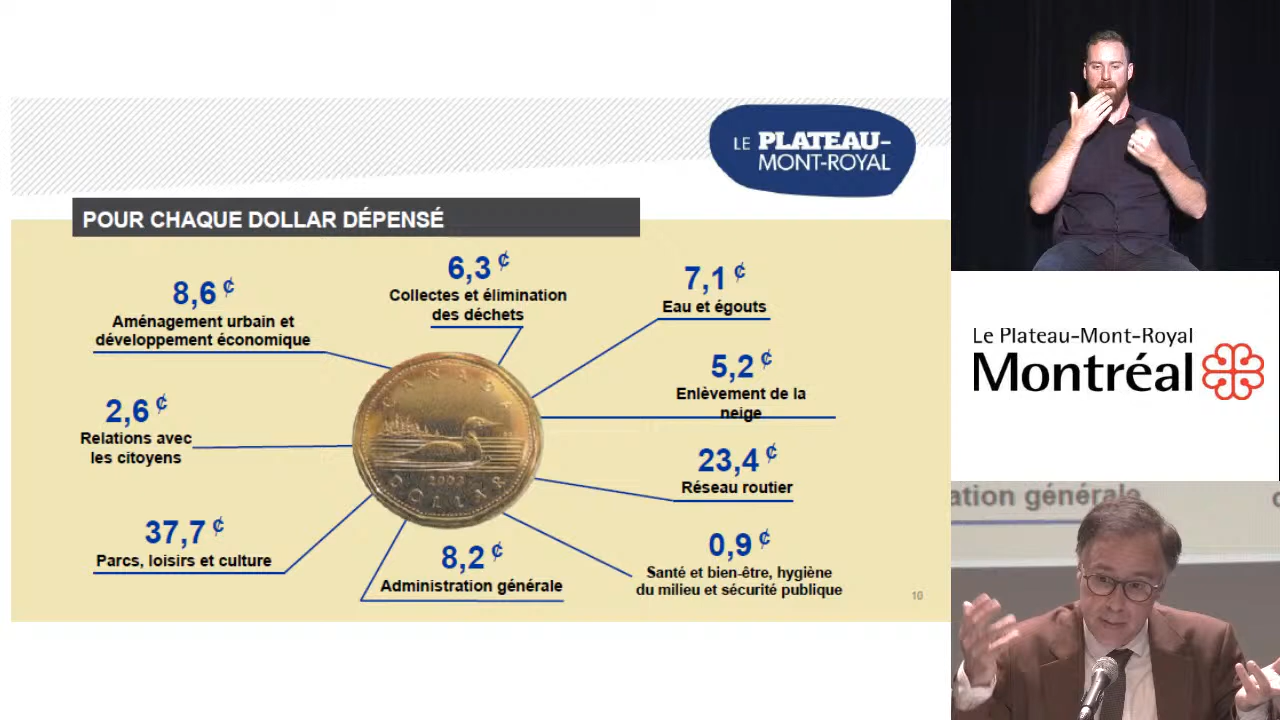 LE PLATEAU-
MONT-ROYAL
POUR CHAQUE DOLLAR DÉPENSÉ
8,6 ¢
Aménagement urbain et
développement économique
6,3 ¢
Collectes et élimination
des déchets
7,1 ¢
Eau et égouts
5,2 ¢
Enlèvement de la
neige
2,6 ¢
Relations avec
les citoyens
CANADA
2003
DOLLAR
23,4 ¢
Réseau routier
37,7 ¢
Parcs, loisirs et culture
8,2 ¢
Administration générale
0,9 ¢
Santé et bien-être, hygiène
du milieu et sécurité publique
10
Le Plateau-Mont-Royal
Montréal
ation générale